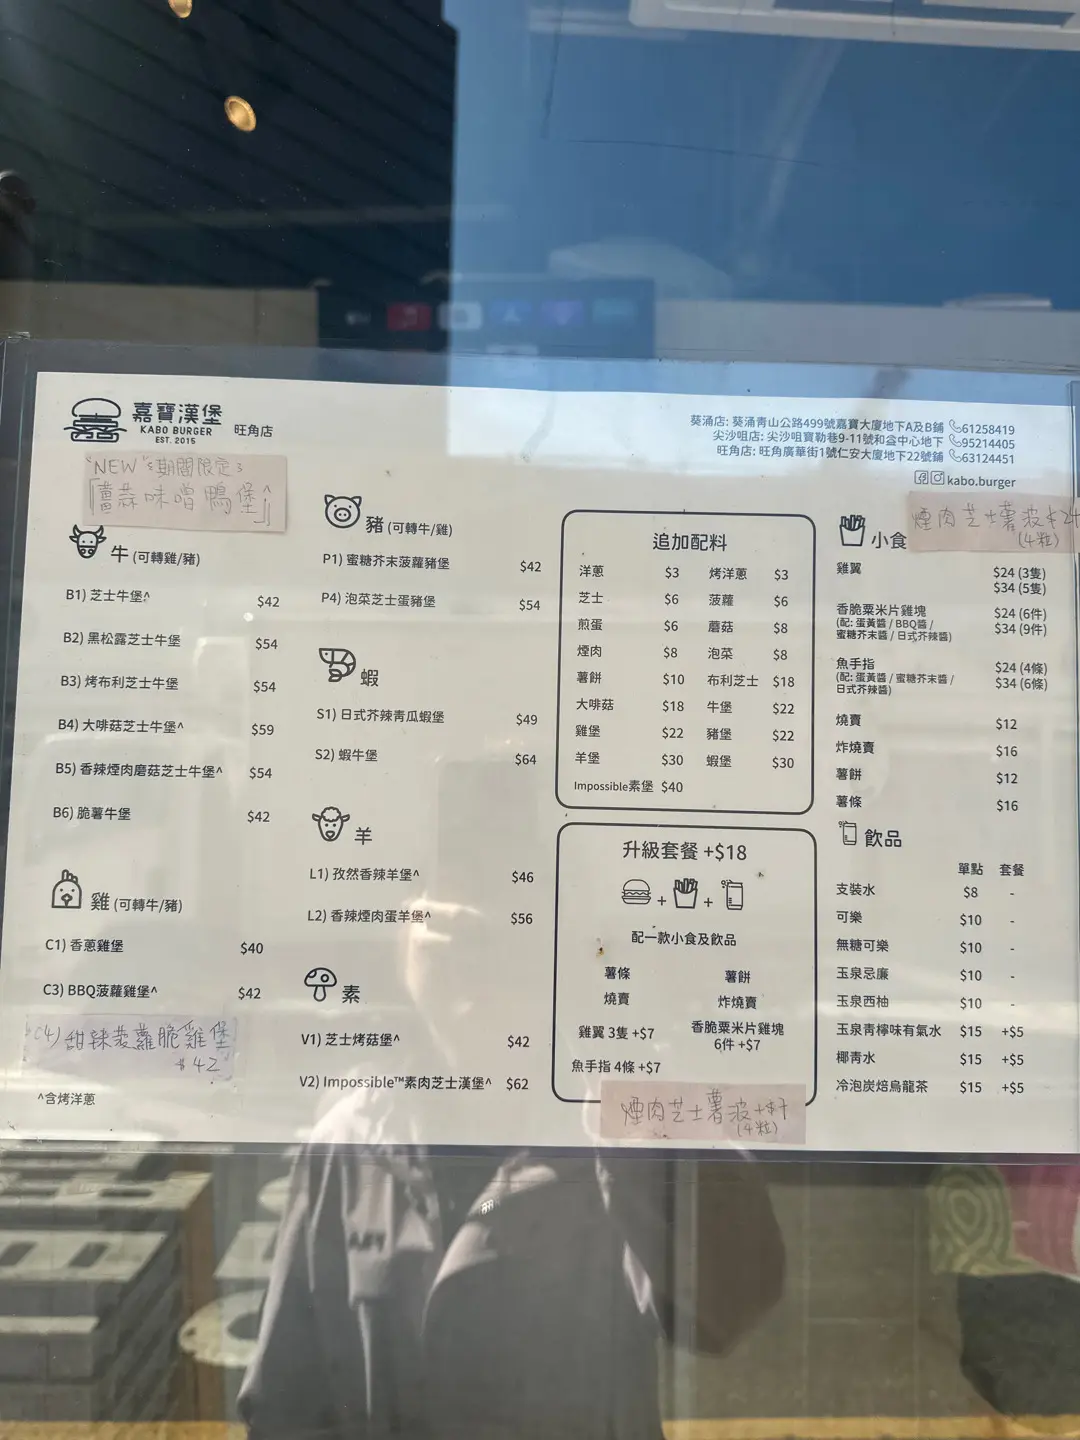 嘉寶漢堡
KABO BURGER
EST. 2015
旺角店
葵涌店: 葵涌青山公路499號嘉寶大廈地下A及B鋪 61258419
尖沙咀店: 尖沙咀寶勒巷9-11號和益中心地下 95214405
旺角店: 旺角廣華街1號仁安大廈地下22號鋪 63124451
kabo.burger
"NEW" 期間限定
「薑蒜味噌鴨堡^」
牛 (可轉雞/豬)
B1) 芝士牛堡^ $42
B2) 黑松露芝士牛堡 $54
B3) 烤布利芝士牛堡 $54
B4) 大啡菇芝士牛堡^ $59
B5) 香辣煙肉磨菇芝士牛堡^ $54
B6) 脆薯牛堡 $42
雞 (可轉牛/豬)
C1) 香蔥雞堡 $40
C3) BBQ菠蘿雞堡^ $42
C4) 甜辣菠蘿脆雞堡
$42
^含烤洋蔥
豬 (可轉牛/雞)
P1) 蜜糖芥末菠蘿豬堡 $42
P4) 泡菜芝士蛋豬堡 $54
蝦
S1) 日式芥辣青瓜蝦堡 $49
S2) 蝦牛堡 $64
羊
L1) 孜然香辣羊堡^ $46
L2) 香辣煙肉蛋羊堡^ $56
素
V1) 芝士烤菇堡^ $42
V2) Impossible™素肉芝士漢堡^ $62
追加配料
洋蔥 $3 烤洋蔥 $3
芝士 $6 菠蘿 $6
煎蛋 $6 蘑菇 $8
煙肉 $8 泡菜 $8
薯餅 $10 布利芝士 $18
大啡菇 $18 牛堡 $22
雞堡 $22 豬堡 $22
羊堡 $30 蝦堡 $30
Impossible素堡 $40
升級套餐 +$18
+ +
配一款小食及飲品
薯條 薯餅
燒賣 炸燒賣
雞翼 3隻 +$7 香脆粟米片雞塊
6件 +$7
魚手指 4條 +$7
煙肉芝士薯波+$7
(4粒)
小食
煙肉芝士薯波 $24
(4粒)
雞翼 $24 (3隻)
$34 (5隻)
香脆粟米片雞塊 $24 (6件)
(配: 蛋黃醬 / BBQ醬 / $34 (9件)
蜜糖芥末醬 / 日式芥辣醬)
魚手指 $24 (4條)
(配: 蛋黃醬 / 蜜糖芥末醬 / $34 (6條)
日式芥辣醬)
燒賣 $12
炸燒賣 $16
薯餅 $12
薯條 $16
飲品
單點 套餐
支裝水 $8 -
可樂 $10 -
無糖可樂 $10 -
玉泉忌廉 $10 -
玉泉西柚 $10 -
玉泉青檸味有氣水 $15 +$5
椰青水 $15 +$5
冷泡炭焙烏龍茶 $15 +$5